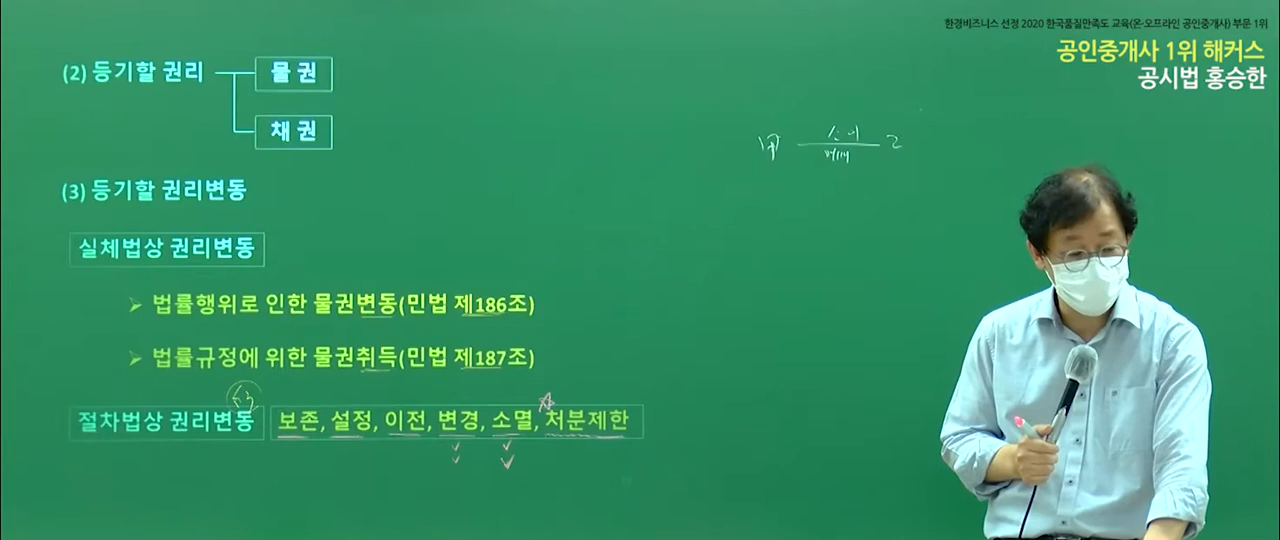 한경비즈니스 선정 2020 한국품질만족도 교육(온·오프라인 공인중개사) 부문 1위
공인중개사 1위 해커스
공시법 홍승한
(2) 등기할 권리
물권
채권
(3) 등기할 권리변동
실체법상 권리변동
➢ 법률행위로 인한 물권변동(민법 제186조)
➢ 법률규정에 위한 물권취득(민법 제187조)
절차법상 권리변동 보존, 설정, 이전, 변경, 소멸, 처분제한
甲 乙